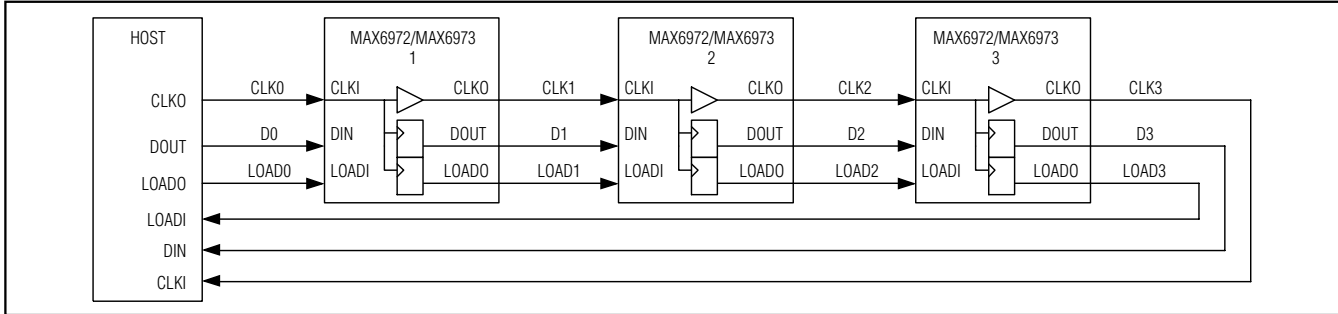 HOST
MAX6972/MAX6973
1
MAX6972/MAX6973
2
MAX6972/MAX6973
3
CLKO CLK0 CLKI CLKO CLK1 CLKI CLKO CLK2 CLKI CLKO CLK3
DOUT D0 DIN DOUT D1 DIN DOUT D2 DIN DOUT D3
LOADO LOAD0 LOADI LOADO LOAD1 LOADI LOADO LOAD2 LOADI LOADO LOAD3
LOADI
DIN
CLKI